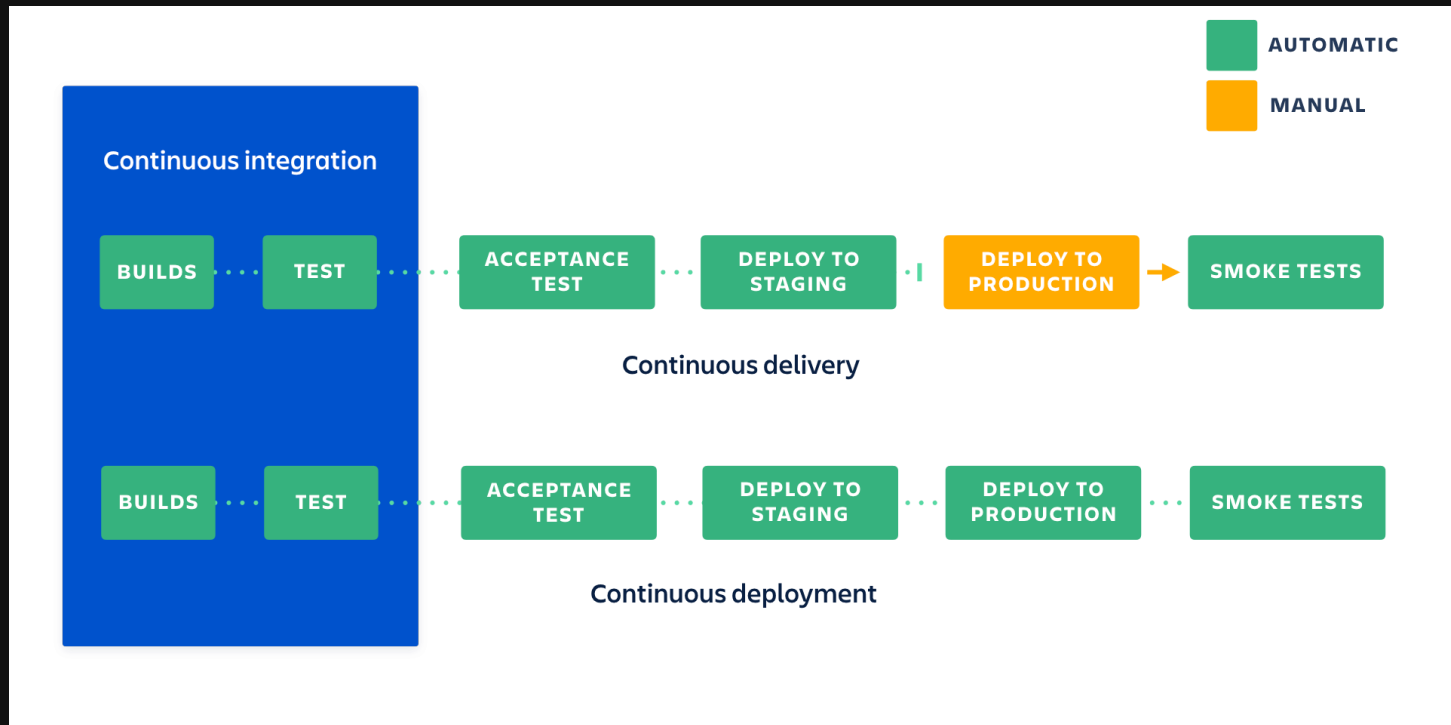 AUTOMATIC
MANUAL
Continuous integration
BUILDS
TEST
ACCEPTANCE
TEST
DEPLOY TO
STAGING
DEPLOY TO
PRODUCTION
SMOKE TESTS
Continuous delivery
BUILDS
TEST
ACCEPTANCE
TEST
DEPLOY TO
STAGING
DEPLOY TO
PRODUCTION
SMOKE TESTS
Continuous deployment